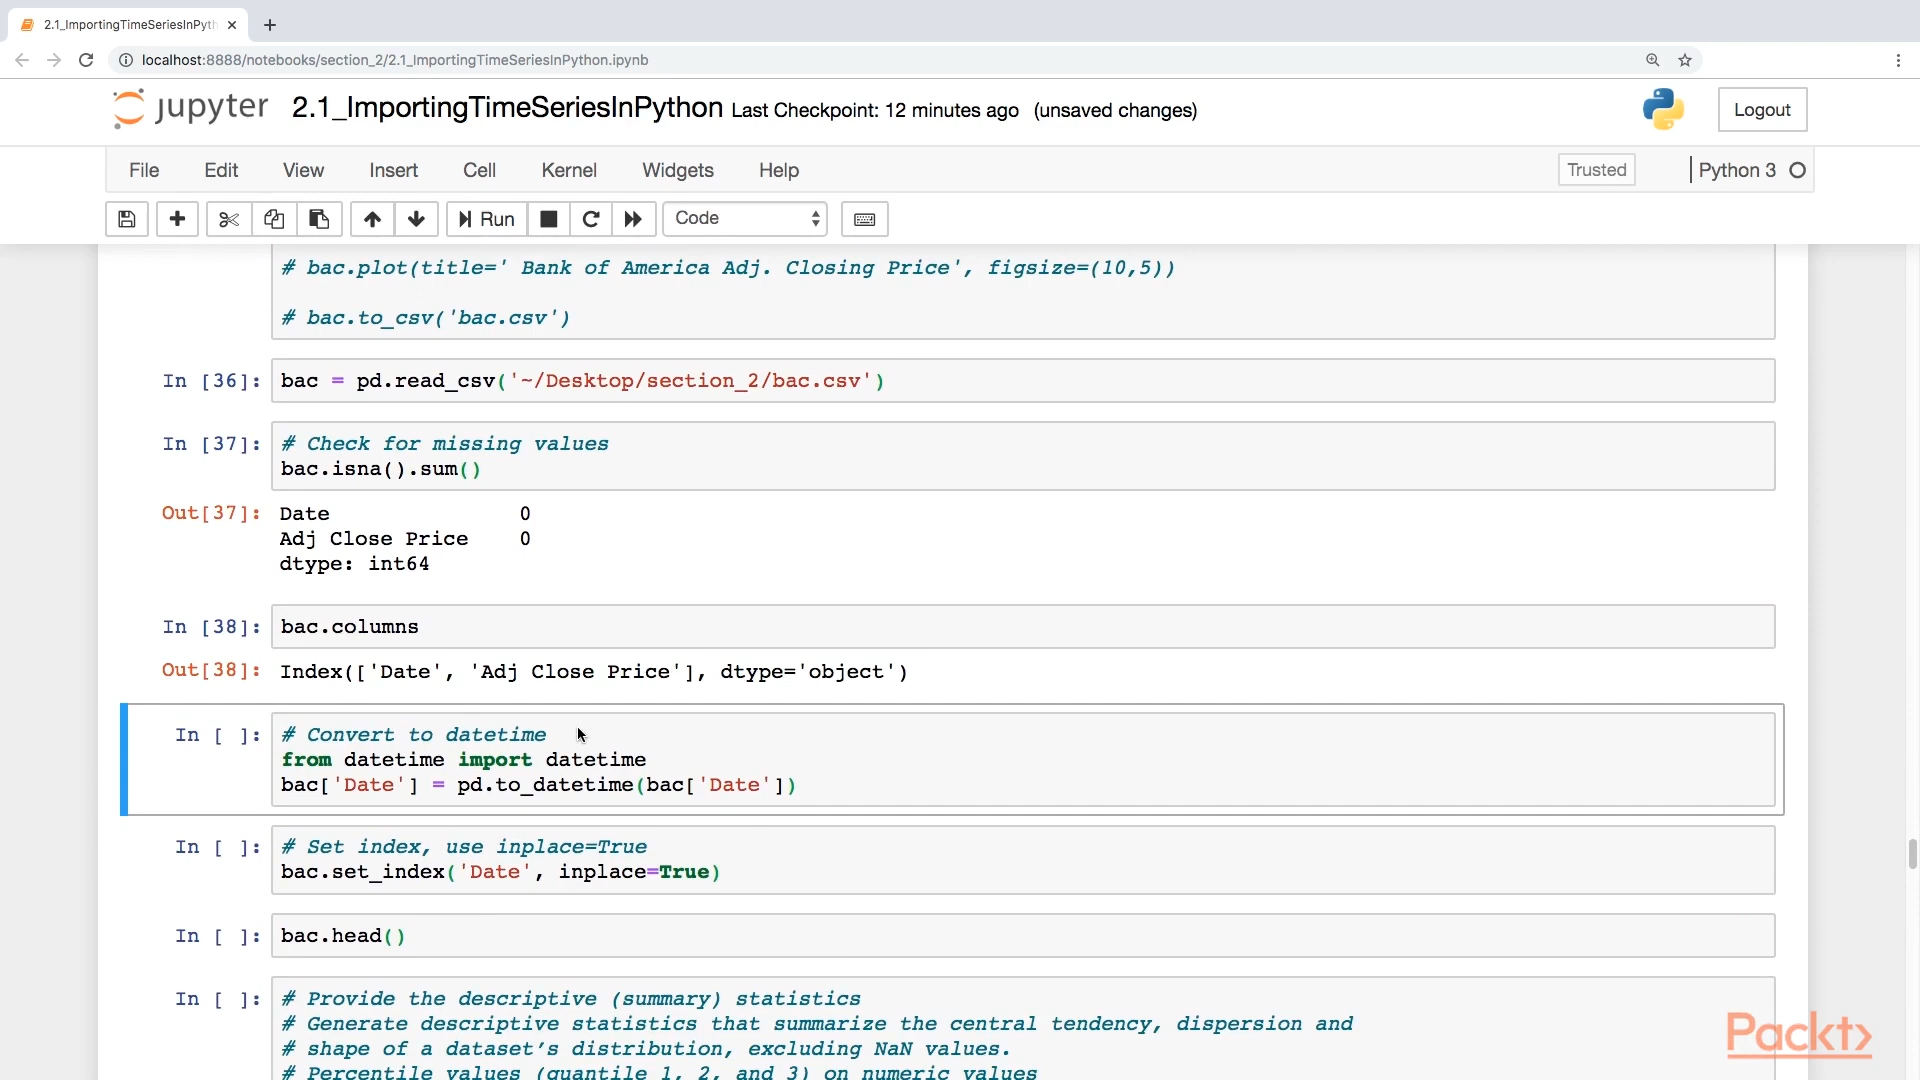 2.1_ImportingTimeSeriesInPyth
localhost:8888/notebooks/section_2/2.1_ImportingTimeSeriesInPython.ipynb
jupyter 2.1_ImportingTimeSeriesInPython Last Checkpoint: 12 minutes ago (unsaved changes) Logout
File Edit View Insert Cell Kernel Widgets Help Trusted Python 3
Run Code
# bac.plot(title=' Bank of America Adj. Closing Price', figsize=(10,5))
# bac.to_csv('bac.csv')
In [36]: bac = pd.read_csv('~/Desktop/section_2/bac.csv')
In [37]: # Check for missing values
bac.isna().sum()
Out[37]: Date 0
Adj Close Price 0
dtype: int64
In [38]: bac.columns
Out[38]: Index(['Date', 'Adj Close Price'], dtype='object')
In [ ]: # Convert to datetime
from datetime import datetime
bac['Date'] = pd.to_datetime(bac['Date'])
In [ ]: # Set index, use inplace=True
bac.set_index('Date', inplace=True)
In [ ]: bac.head()
In [ ]: # Provide the descriptive (summary) statistics
# Generate descriptive statistics that summarize the central tendency, dispersion and
# shape of a dataset’s distribution, excluding NaN values.
# Percentile values (quantile 1, 2, and 3) on numeric values
Packt>